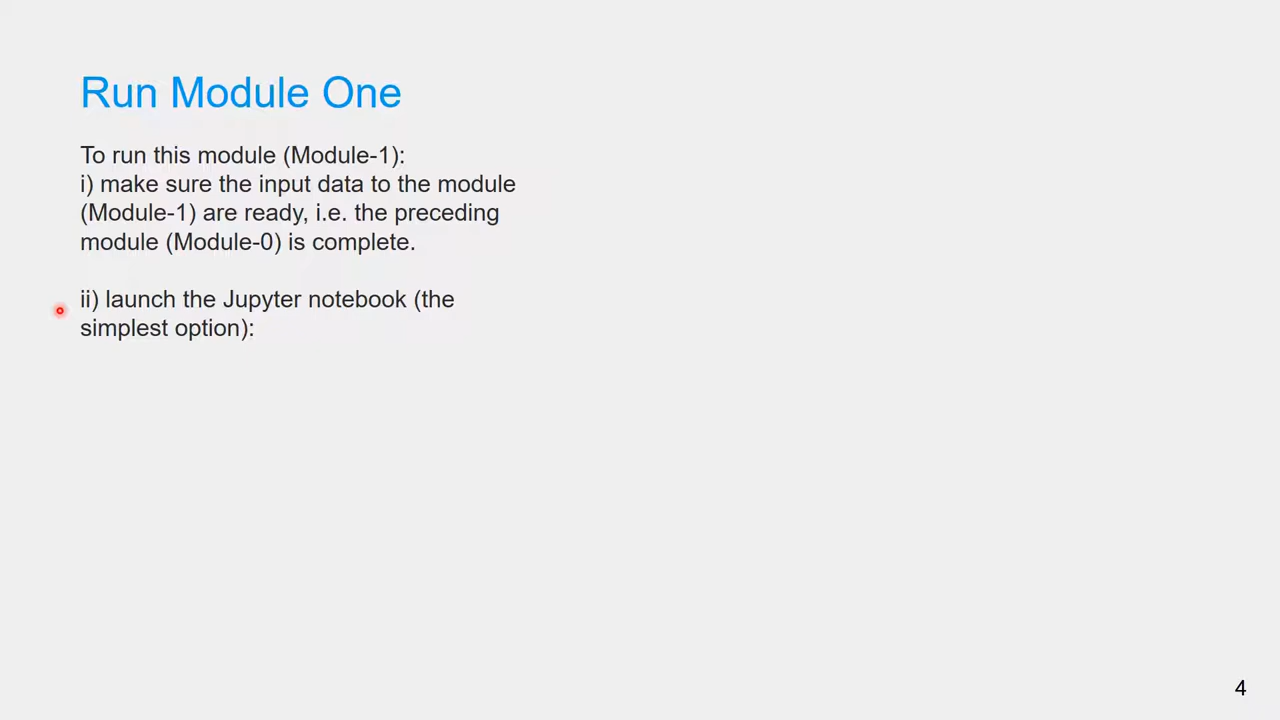 Run Module One
To run this module (Module-1):
i) make sure the input data to the module
(Module-1) are ready, i.e. the preceding
module (Module-0) is complete.
ii) launch the Jupyter notebook (the
simplest option):
4